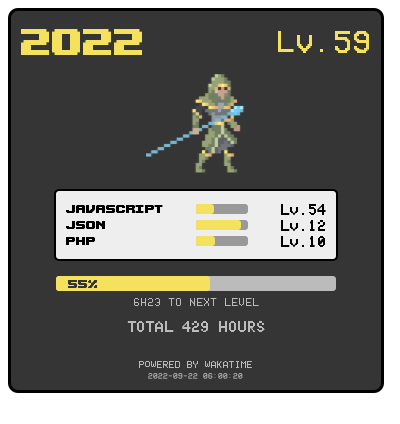 2022 Lv.59
JAVASCRIPT Lv.54
JSON Lv.12
PHP Lv.10
55%
6H23 TO NEXT LEVEL
TOTAL 429 HOURS
POWERED BY WAKATIME
2022-09-22 06:00:20